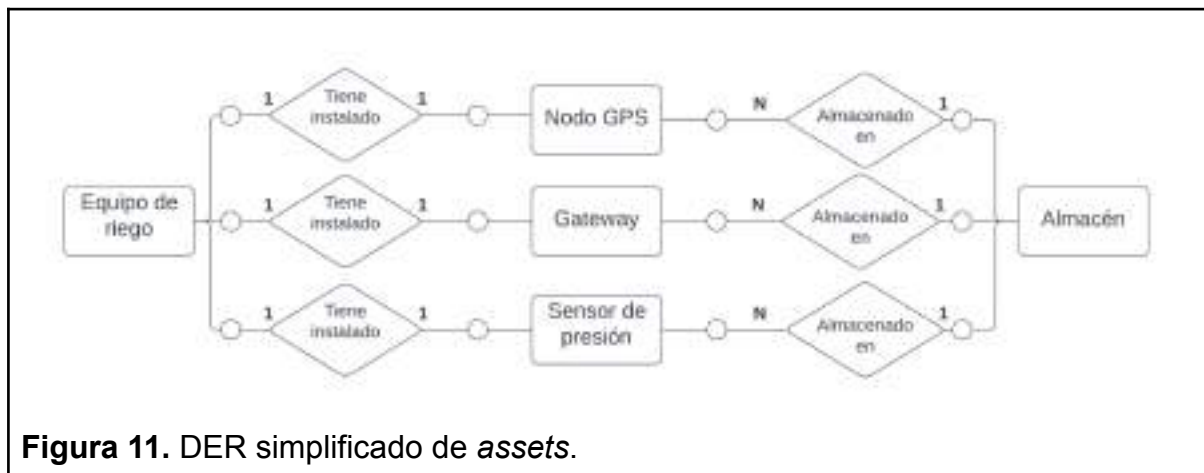 1
Tiene
instalado
1
Nodo GPS
N
Almacenado
en
1
Equipo de
riego
1
Tiene
instalado
1
Gateway
N
Almacenado
en
1
Almacén
1
Tiene
instalado
1
Sensor de
presión
N
Almacenado
en
1
Figura 11. DER simplificado de assets.